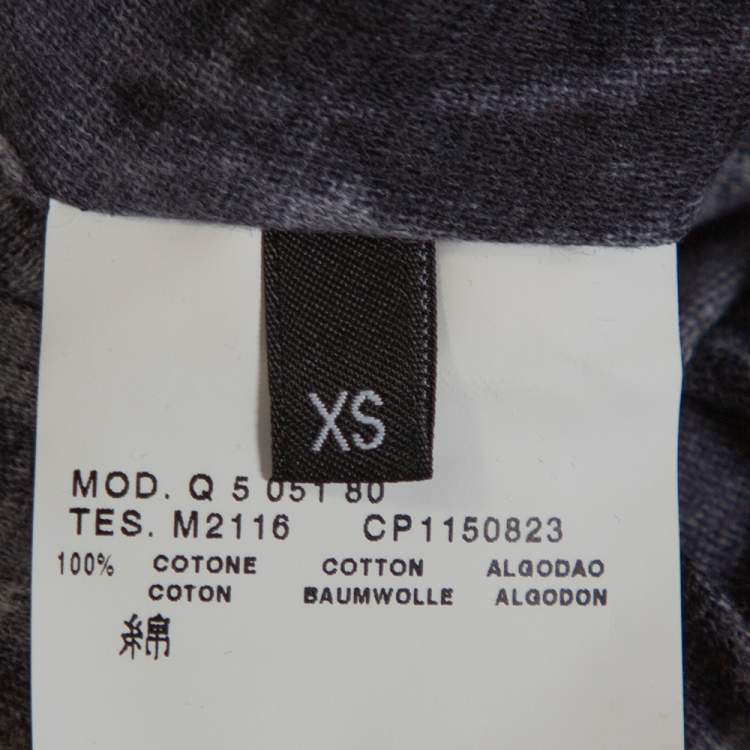 XS
MOD. Q 5 051 80
TES. M2116 CP1150823
100% COTONE COTTON ALGODAO
COTON BAUMWOLLE ALGODON
綿